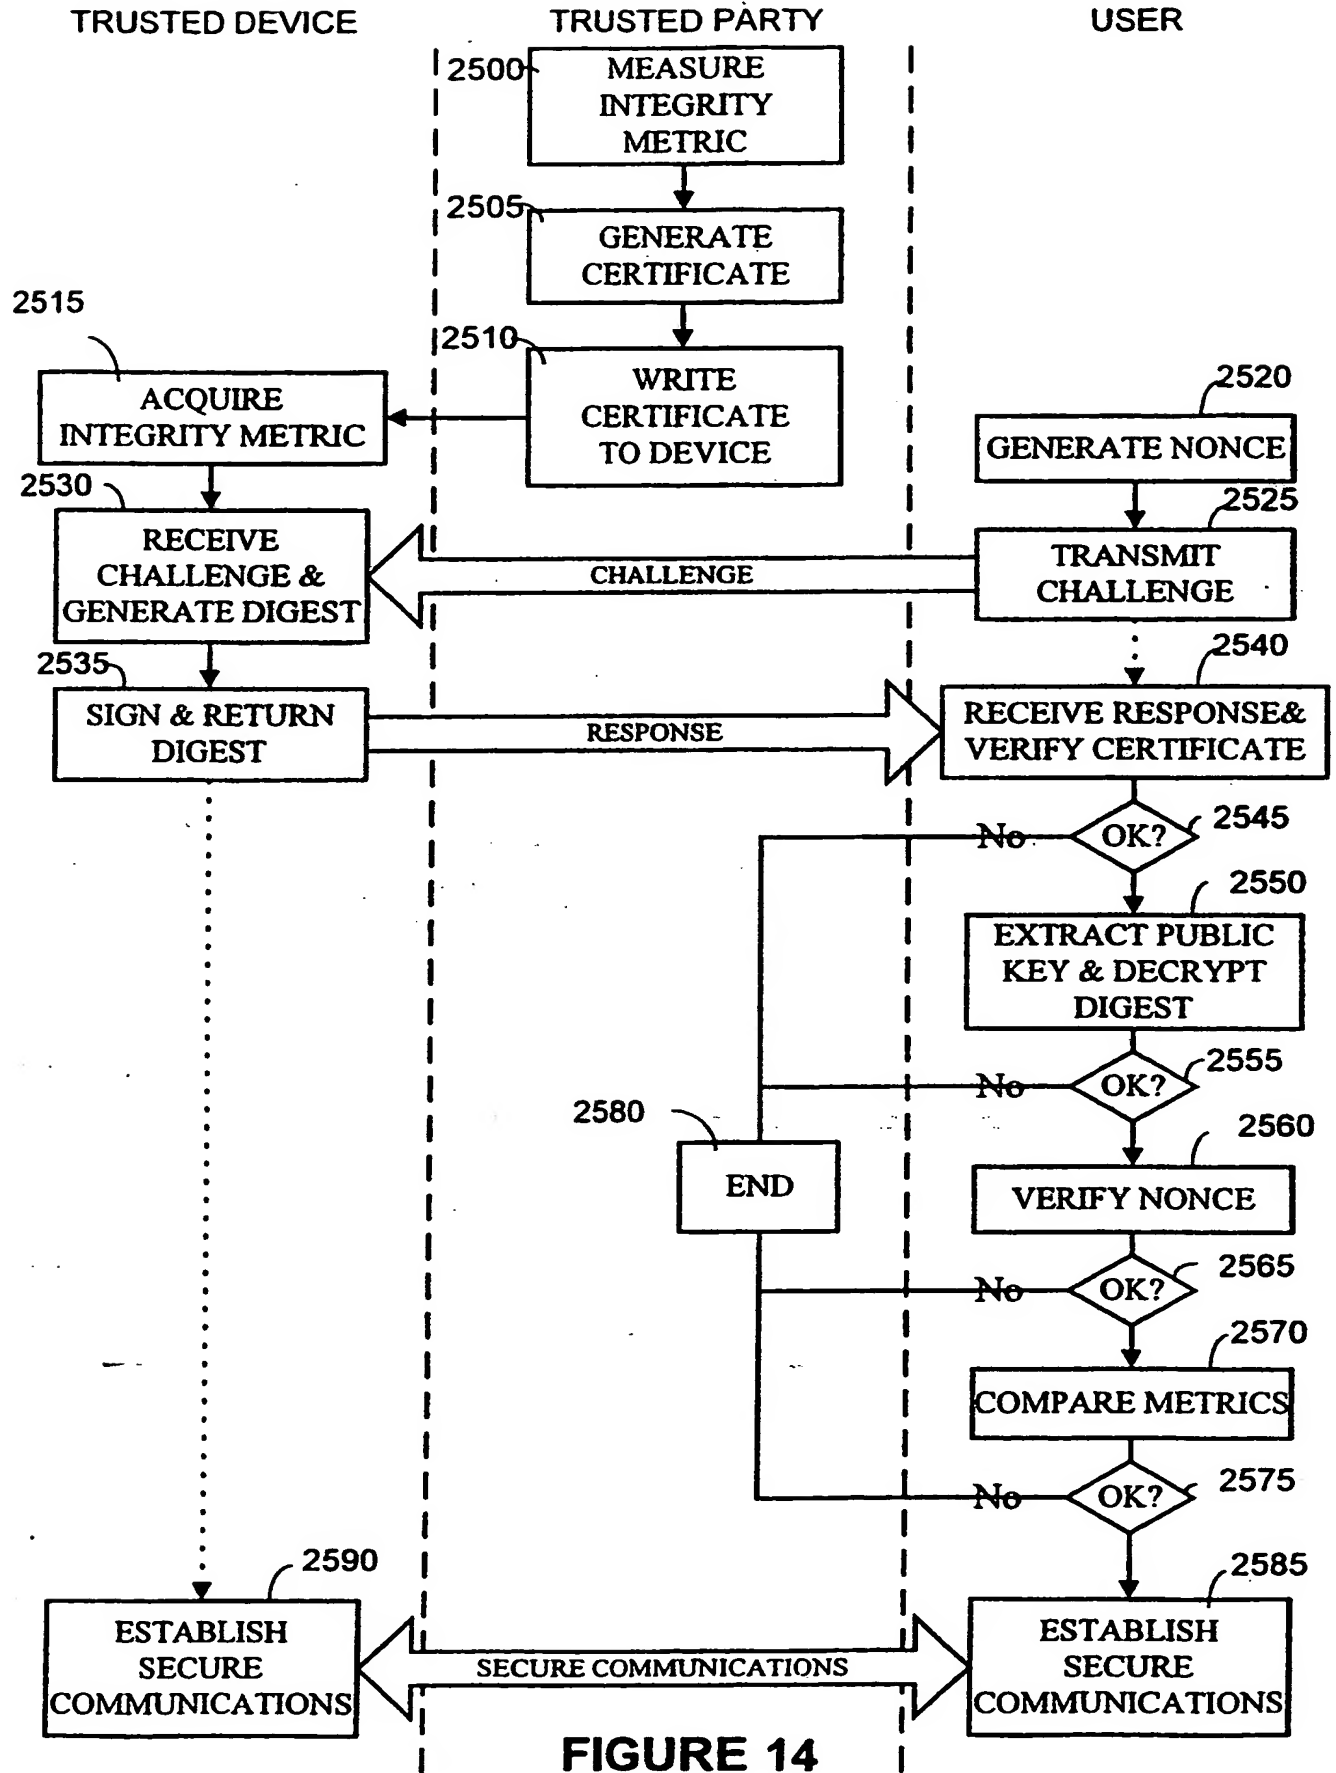 TRUSTED DEVICE
TRUSTED PARTY
USER
2500
MEASURE
INTEGRITY
METRIC
2505
GENERATE
CERTIFICATE
2510
WRITE
CERTIFICATE
TO DEVICE
2515
ACQUIRE
INTEGRITY METRIC
2520
GENERATE NONCE
2525
TRANSMIT
CHALLENGE
CHALLENGE
2530
RECEIVE
CHALLENGE &
GENERATE DIGEST
2535
SIGN & RETURN
DIGEST
RESPONSE
2540
RECEIVE RESPONSE&
VERIFY CERTIFICATE
2545
OK?
No
2550
EXTRACT PUBLIC
KEY & DECRYPT
DIGEST
2555
OK?
No
2580
END
2560
VERIFY NONCE
2565
OK?
No
2570
COMPARE METRICS
2575
OK?
No
2590
ESTABLISH
SECURE
COMMUNICATIONS
SECURE COMMUNICATIONS
2585
ESTABLISH
SECURE
COMMUNICATIONS
FIGURE 14